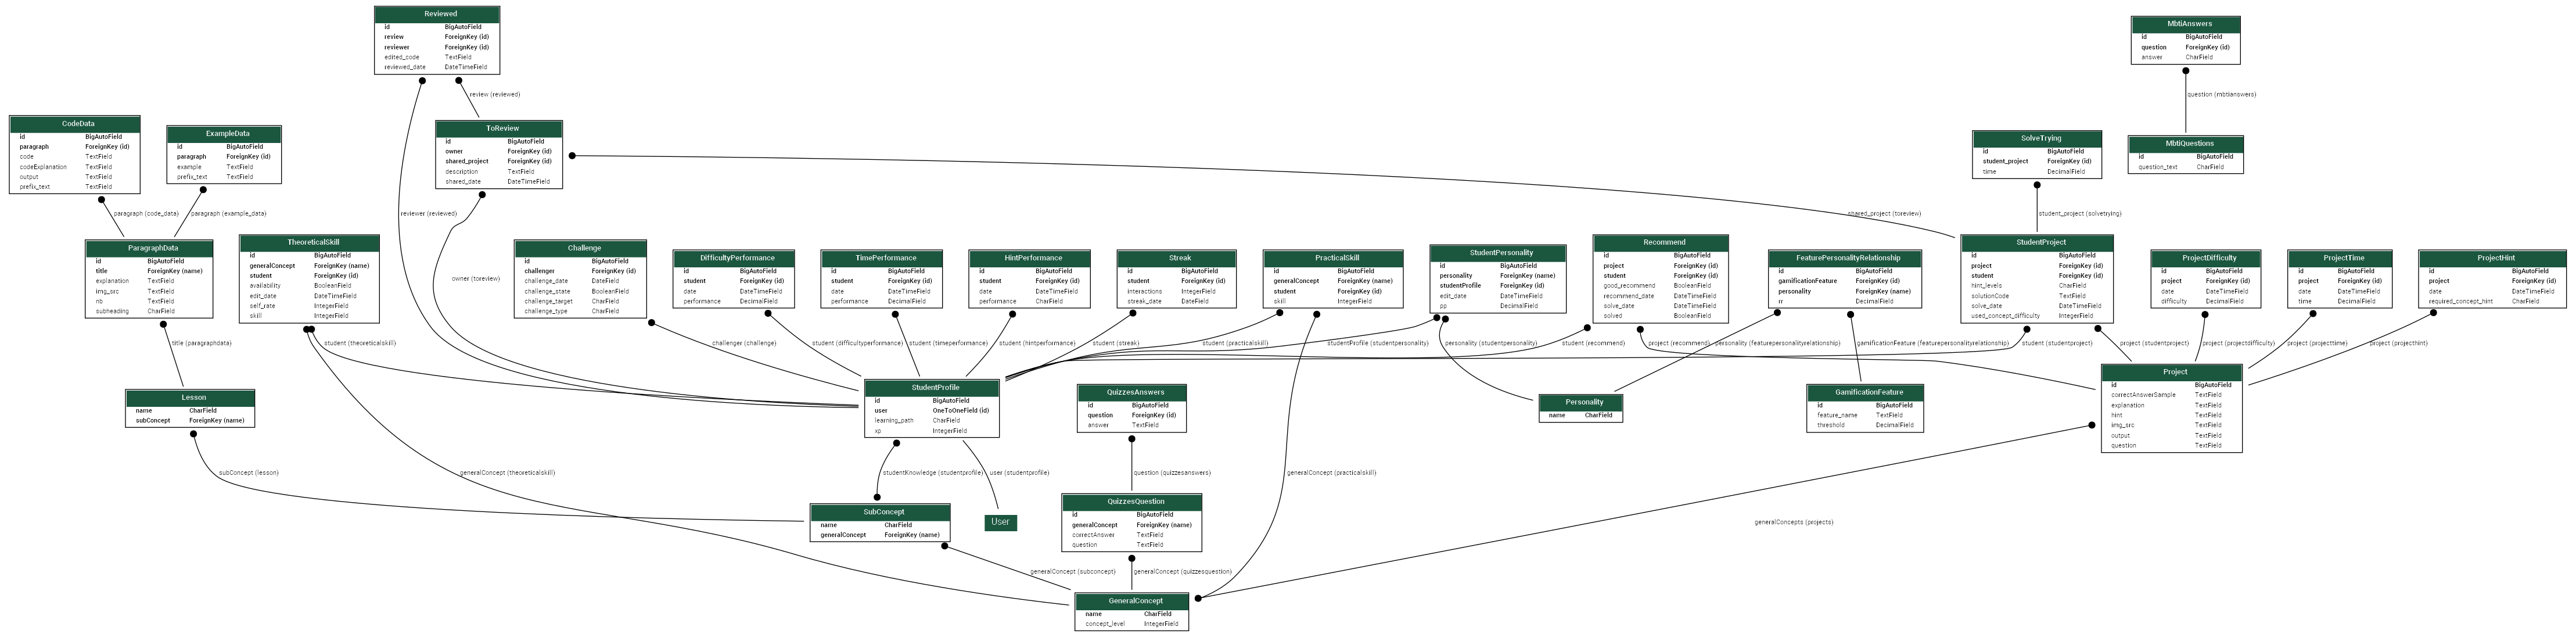 Reviewed
id BigAutoField
review ForeignKey (id)
reviewer ForeignKey (id)
edited_code TextField
reviewed_date DateTimeField
MbtiAnswers
id BigAutoField
question ForeignKey (id)
answer CharField
review (reviewed)
question (mbtianswers)
CodeData
id BigAutoField
paragraph ForeignKey (id)
code TextField
codeExplanation TextField
output TextField
prefix_text TextField
ExampleData
id BigAutoField
paragraph ForeignKey (id)
example TextField
prefix_text TextField
ToReview
id BigAutoField
owner ForeignKey (id)
shared_project ForeignKey (id)
description TextField
shared_date DateTimeField
SolveTrying
id BigAutoField
student_project ForeignKey (id)
time DecimalField
MbtiQuestions
id BigAutoField
question_text CharField
paragraph (code_data)
paragraph (example_data)
reviewer (reviewed)
shared_project (toreview)
student_project (solvetrying)
owner (toreview)
ParagraphData
id BigAutoField
title ForeignKey (name)
explanation TextField
img_src TextField
nb TextField
subheading CharField
TheoreticalSkill
id BigAutoField
generalConcept ForeignKey (name)
student ForeignKey (id)
availability BooleanField
edit_date DateTimeField
self_rate IntegerField
skill IntegerField
Challenge
id BigAutoField
challenger ForeignKey (id)
challenge_date DateField
challenge_state BooleanField
challenge_target CharField
challenge_type CharField
DifficultyPerformance
id BigAutoField
student ForeignKey (id)
date DateTimeField
performance DecimalField
TimePerformance
id BigAutoField
student ForeignKey (id)
date DateTimeField
performance DecimalField
HintPerformance
id BigAutoField
student ForeignKey (id)
date DateTimeField
performance CharField
Streak
id BigAutoField
student ForeignKey (id)
interactions IntegerField
streak_date DateField
PracticalSkill
id BigAutoField
generalConcept ForeignKey (name)
student ForeignKey (id)
skill IntegerField
StudentPersonality
id BigAutoField
personality ForeignKey (name)
studentProfile ForeignKey (id)
edit_date DateTimeField
pp DecimalField
Recommend
id BigAutoField
project ForeignKey (id)
student ForeignKey (id)
good_recommend BooleanField
recommend_date DateTimeField
solved BooleanField
FeaturePersonalityRelationship
id BigAutoField
gamificationFeature ForeignKey (id)
personality ForeignKey (name)
rr DecimalField
StudentProject
id BigAutoField
project ForeignKey (id)
student ForeignKey (id)
hint_levels CharField
solutionCode TextField
solve_date DateTimeField
used_concept_difficulty IntegerField
ProjectDifficulty
id BigAutoField
project ForeignKey (id)
date DateTimeField
difficulty DecimalField
ProjectTime
id BigAutoField
project ForeignKey (id)
date DateTimeField
time DecimalField
ProjectHint
id BigAutoField
project ForeignKey (id)
date DateTimeField
required_concept_hint CharField
title (paragraphdata)
student (theoreticalskill)
challenger (challenge)
student (difficultyperformance)
student (timeperformance)
student (hintperformance)
student (streak)
student (practicalskill)
studentProfile (studentpersonality)
personality (studentpersonality)
student (recommend)
project (recommend)
personality (featurepersonalityrelationship)
gamificationFeature (featurepersonalityrelationship)
student (studentproject)
project (studentproject)
project (projectdifficulty)
project (projecttime)
project (projecthint)
Lesson
name CharField
subConcept ForeignKey (name)
StudentProfile
id BigAutoField
user OneToOneField (id)
learning_path CharField
xp IntegerField
QuizzesAnswers
id BigAutoField
question ForeignKey (id)
answer TextField
Personality
name CharField
GamificationFeature
id BigAutoField
feature_name TextField
threshold DecimalField
Project
id BigAutoField
correctAnswerSample TextField
explanation TextField
hint TextField
img_src TextField
output TextField
question TextField
subConcept (lesson)
generalConcept (theoreticalskill)
studentKnowledge (studentprofile)
user (studentprofile)
question (quizzesanswers)
generalConcept (practicalskill)
SubConcept
name CharField
generalConcept ForeignKey (name)
User
QuizzesQuestion
id BigAutoField
generalConcept ForeignKey (name)
correctAnswer TextField
question TextField
generalConcepts (projects)
generalConcept (subconcept)
generalConcept (quizzesquestion)
GeneralConcept
name CharField
concept_level IntegerField